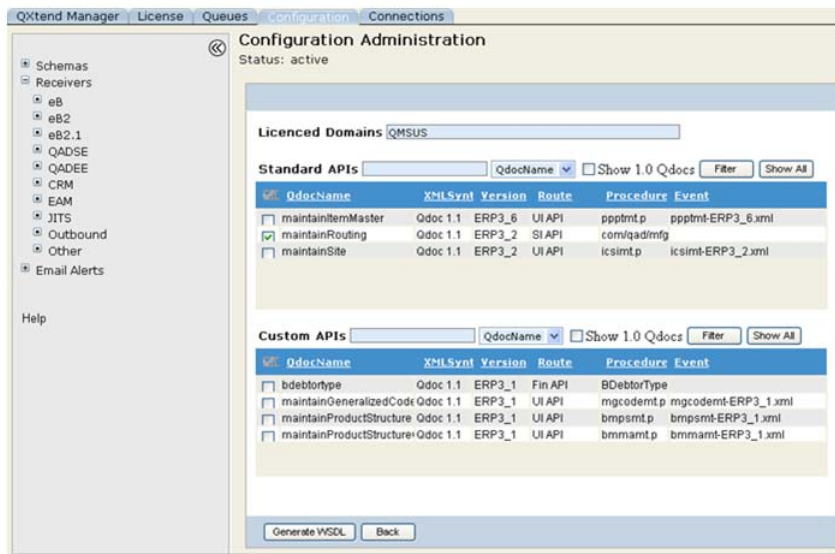 QXtend Manager License Queues Configuration Connections
Configuration Administration
Status: active
Schemas
Receivers
eB
eB2
eB2.1
QADSE
QADEE
CRM
EAM
JITS
Outbound
Other
Email Alerts
Help
Licenced Domains QMSUS
Standard APIs QdocName Show 1.0 Qdocs Filter Show All
QdocName XMLSynt Version Route Procedure Event
maintainItemMaster Qdoc 1.1 ERP3_6 UI API ppptmt.p ppptmt-ERP3_6.xml
maintainRouting Qdoc 1.1 ERP3_2 SI API com/qad/mfg
maintainSite Qdoc 1.1 ERP3_2 UI API icsimt.p icsimt-ERP3_2.xml
Custom APIs QdocName Show 1.0 Qdocs Filter Show All
QdocName XMLSynt Version Route Procedure Event
bdebtortype Qdoc 1.1 ERP3_1 Fin API BDebtorType
maintainGeneralizedCode Qdoc 1.1 ERP3_1 UI API mgcodemt.p mgcodemt-ERP3_1.xml
maintainProductStructure Qdoc 1.1 ERP3_1 UI API bmpsmt.p bmpsmt-ERP3_1.xml
maintainProductStructure Qdoc 1.1 ERP3_1 UI API bmmamt.p bmmamt-ERP3_1.xml
Generate WSDL Back